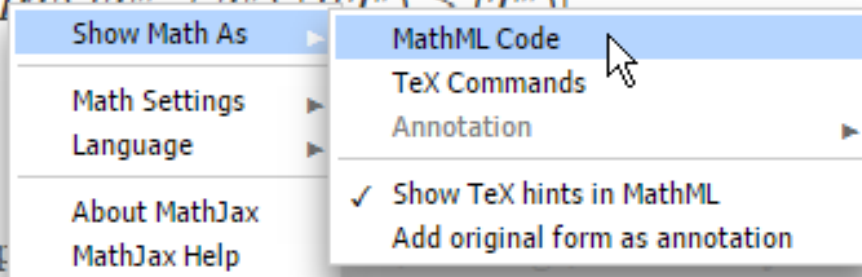 Show Math As
Math Settings
Language
About MathJax
MathJax Help
MathML Code
TeX Commands
Annotation
✓ Show TeX hints in MathML
Add original form as annotation